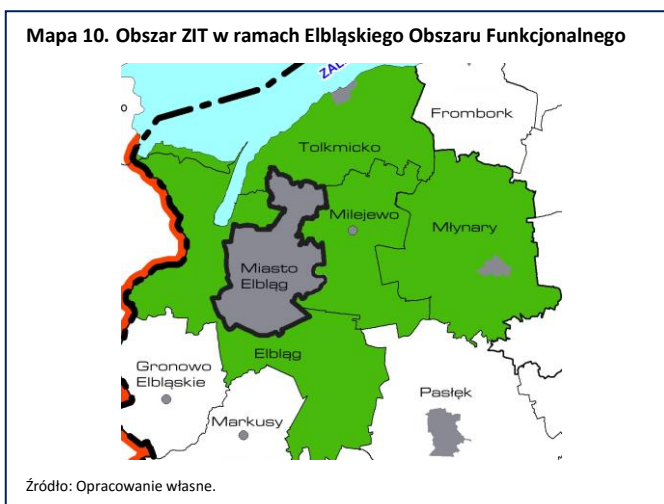 Mapa 10. Obszar ZIT w ramach Elbląskiego Obszaru Funkcjonalnego
Frombork
Tolkmicko
Milejewo
Młynary
Miasto
Elbląg
Elbląg
Gronowo
Elbląskie
Pasłęk
Markusy
Źródło: Opracowanie własne.